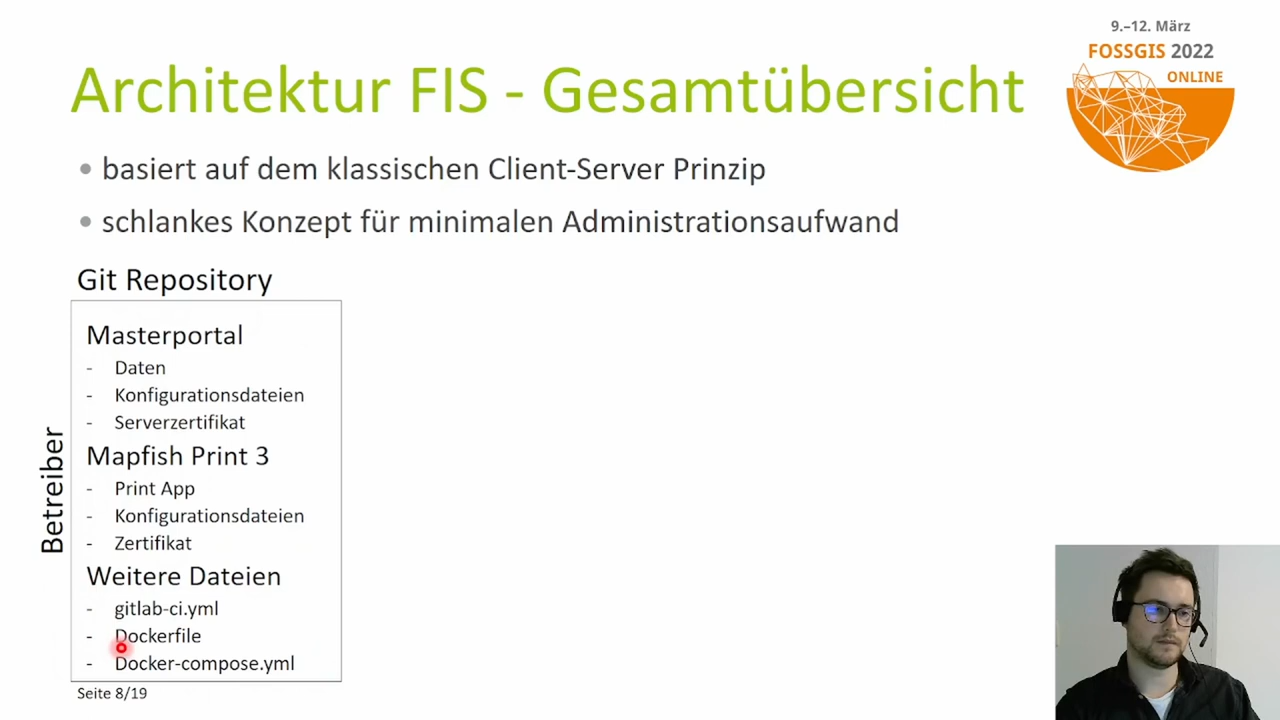 9.–12. März
FOSSGIS 2022
ONLINE
Architektur FIS - Gesamtübersicht
• basiert auf dem klassischen Client-Server Prinzip
• schlankes Konzept für minimalen Administrationsaufwand
Git Repository
Betreiber
Masterportal
- Daten
- Konfigurationsdateien
- Serverzertifikat
Mapfish Print 3
- Print App
- Konfigurationsdateien
- Zertifikat
Weitere Dateien
- gitlab-ci.yml
- Dockerfile
- Docker-compose.yml
Seite 8/19